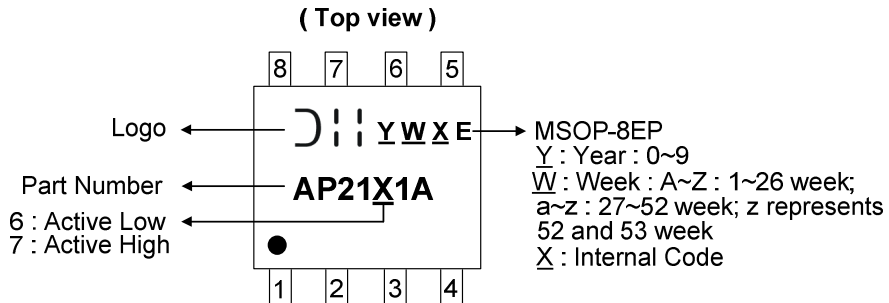 ( Top view )
8 7 6 5
Logo
Y W X E
MSOP-8EP
Y : Year : 0~9
W : Week : A~Z : 1~26 week;
a~z : 27~52 week; z represents
52 and 53 week
X : Internal Code
Part Number
AP21X1A
6 : Active Low
7 : Active High
1 2 3 4